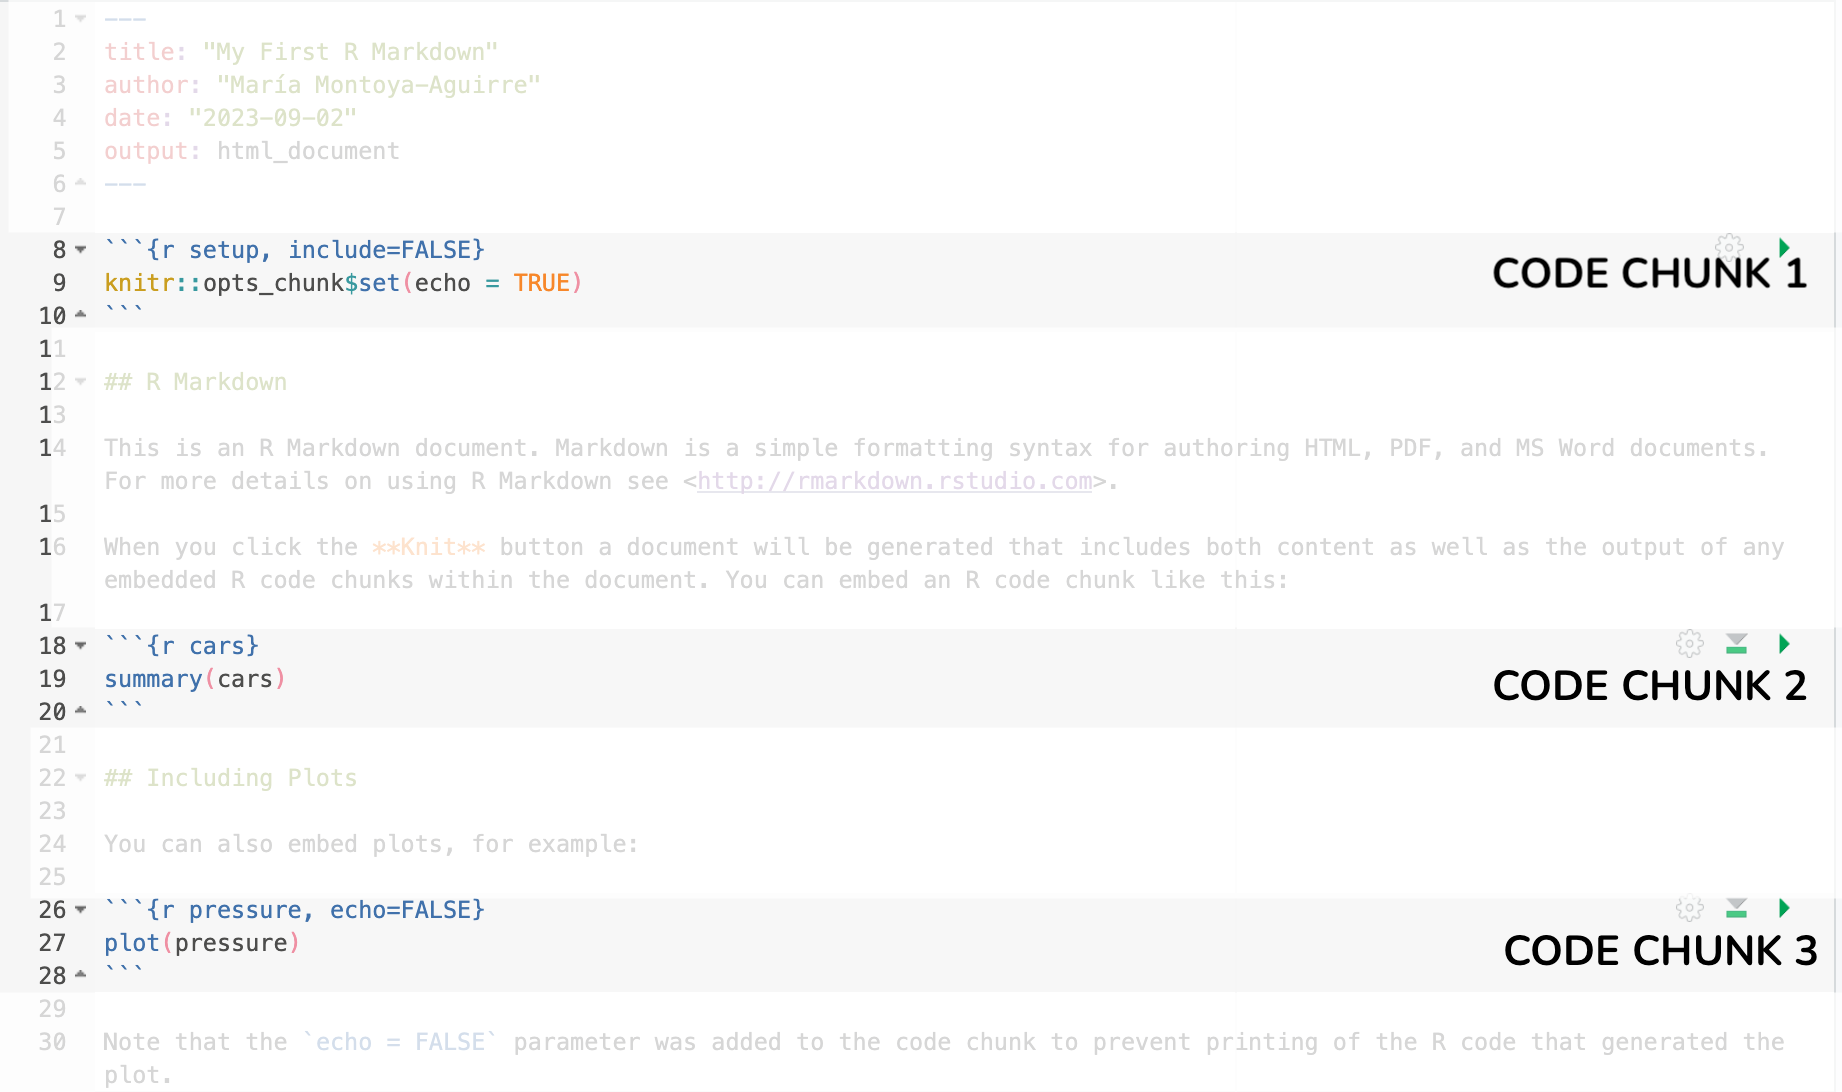 1 ---
2 title: "My First R Markdown"
3 author: "María Montoya-Aguirre"
4 date: "2023-09-02"
5 output: html_document
6 ---
7
8 ```{r setup, include=FALSE}
9 knitr::opts_chunk$set(echo = TRUE)
CODE CHUNK 1
10 ```
11
12 ## R Markdown
13
14 This is an R Markdown document. Markdown is a simple formatting syntax for authoring HTML, PDF, and MS Word documents.
For more details on using R Markdown see <http://rmarkdown.rstudio.com>.
15
16 When you click the **Knit** button a document will be generated that includes both content as well as the output of any
embedded R code chunks within the document. You can embed an R code chunk like this:
17
18 ```{r cars}
19 summary(cars)
CODE CHUNK 2
20 ```
21
22 ## Including Plots
23
24 You can also embed plots, for example:
25
26 ```{r pressure, echo=FALSE}
27 plot(pressure)
CODE CHUNK 3
28 ```
29
30 Note that the `echo = FALSE` parameter was added to the code chunk to prevent printing of the R code that generated the
plot.